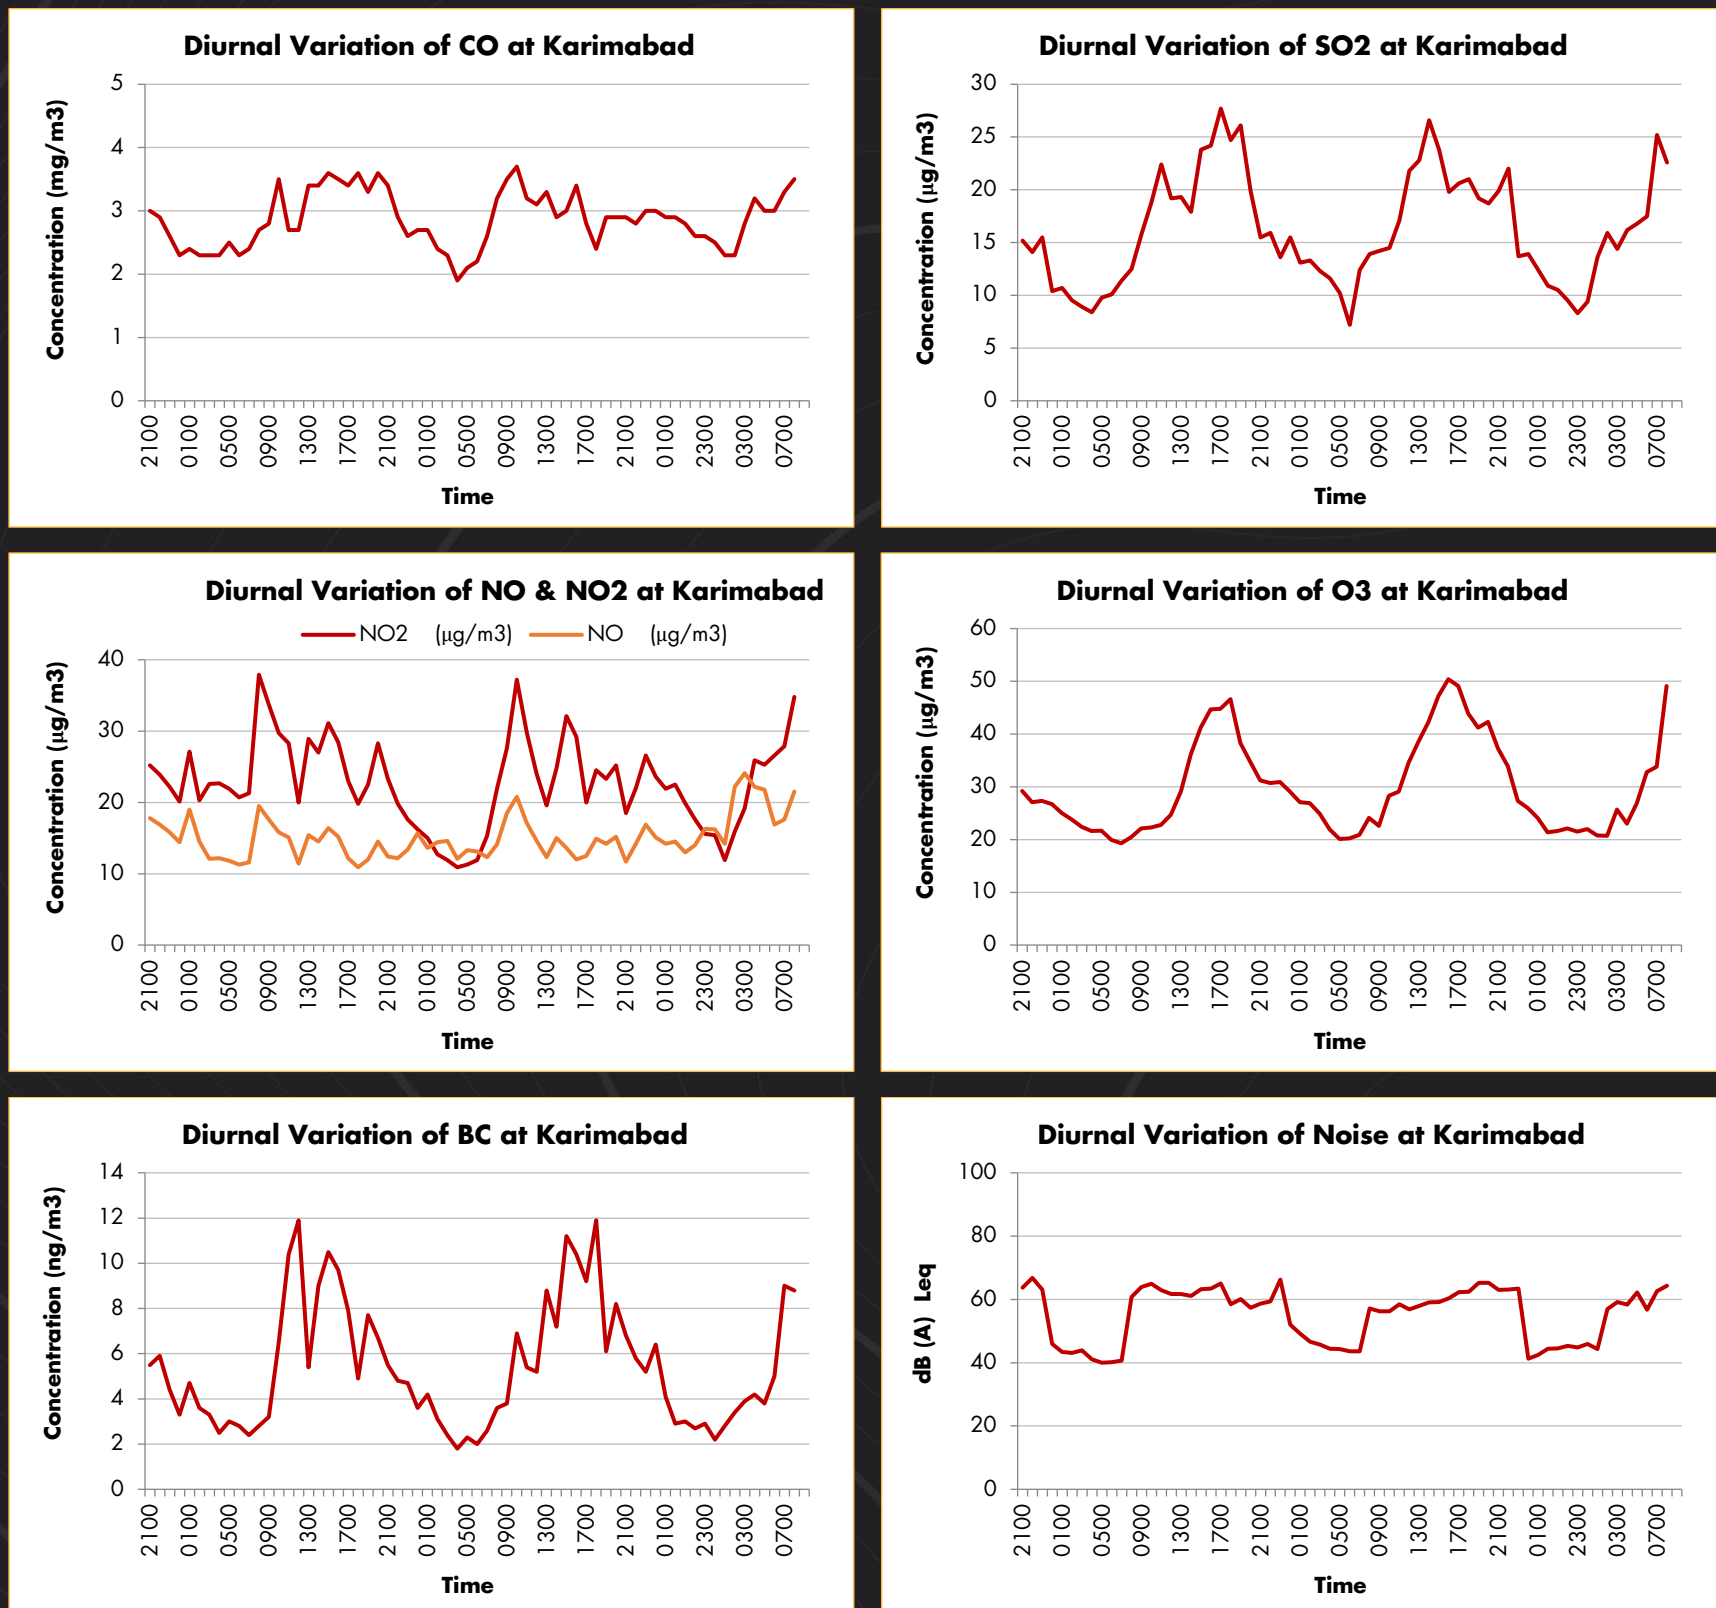 Diurnal Variation of CO at Karimabad
Concentration (mg/m3)
5
4
3
2
1
0
2100 0100 0500 0900 1300 1700 2100 0100 0500 0900 1300 1700 2100 0100 2300 0300 0700
Time
Diurnal Variation of SO2 at Karimabad
Concentration (µg/m3)
30
25
20
15
10
5
0
2100 0100 0500 0900 1300 1700 2100 0100 0500 0900 1300 1700 2100 0100 2300 0300 0700
Time
Diurnal Variation of NO & NO2 at Karimabad
NO2 (µg/m3) NO (µg/m3)
Concentration (µg/m3)
40
30
20
10
0
2100 0100 0500 0900 1300 1700 2100 0100 0500 0900 1300 1700 2100 0100 2300 0300 0700
Time
Diurnal Variation of O3 at Karimabad
Concentration (µg/m3)
60
50
40
30
20
10
0
2100 0100 0500 0900 1300 1700 2100 0100 0500 0900 1300 1700 2100 0100 2300 0300 0700
Time
Diurnal Variation of BC at Karimabad
Concentration (ng/m3)
14
12
10
8
6
4
2
0
2100 0100 0500 0900 1300 1700 2100 0100 0500 0900 1300 1700 2100 0100 2300 0300 0700
Time
Diurnal Variation of Noise at Karimabad
dB (A) Leq
100
80
60
40
20
0
2100 0100 0500 0900 1300 1700 2100 0100 0500 0900 1300 1700 2100 0100 2300 0300 0700
Time